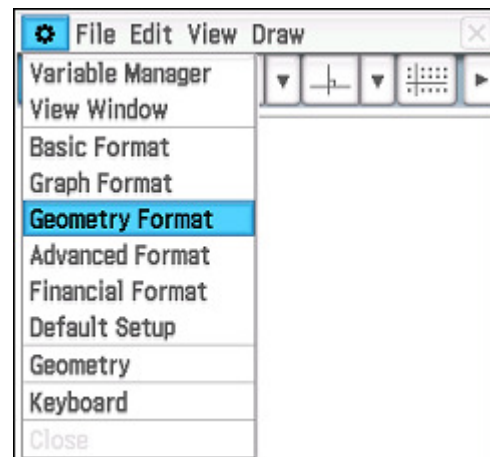 File Edit View Draw
Variable Manager
View Window
Basic Format
Graph Format
Geometry Format
Advanced Format
Financial Format
Default Setup
Geometry
Keyboard
Close